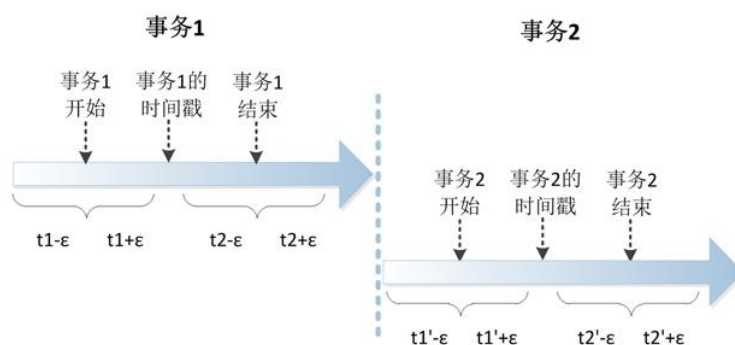 事务1
事务2
事务1
开始
事务1的
时间戳
事务1
结束
t1-ε
t1+ε
t2-ε
t2+ε
事务2
开始
事务2的
时间戳
事务2
结束
t1'-ε
t1'+ε
t2'-ε
t2'+ε